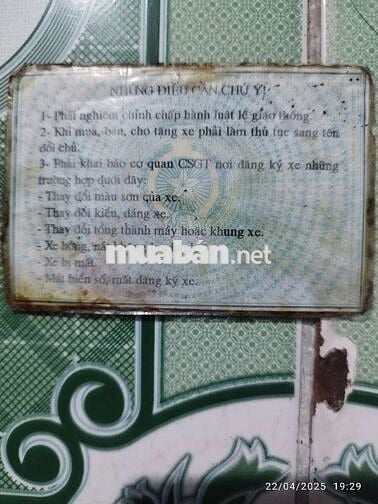 NHỮNG ĐIỀU CẦN CHÚ Ý!
1- Phải nghiêm chỉnh chấp hành luật lệ giao thông.
2- Khi mua, bán, cho tặng xe phải làm thủ tục sang tên
đổi chủ.
3- Phải khai báo cơ quan CSGT nơi đăng ký xe những
trường hợp dưới đây:
- Thay đổi màu sơn của xe.
- Thay đổi kiểu, dáng xe.
- Thay đổi tổng thành máy hoặc khung xe.
- Xe hỏng, nát
muabán.net
- Xe bị mất.
- Mất biển số, mất đăng ký xe.
22/04/2025 19:29